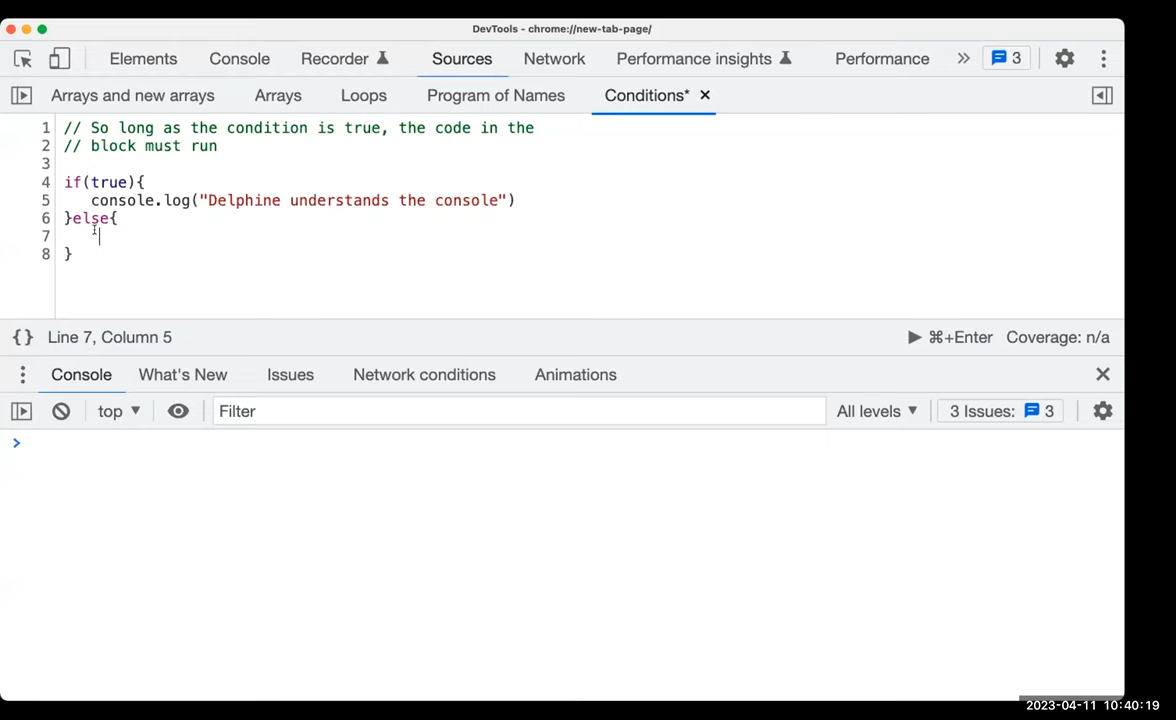 DevTools - chrome://new-tab-page/
Elements Console Recorder Sources Network Performance insights Performance » 3
Arrays and new arrays Arrays Loops Program of Names Conditions* ×
1 // So long as the condition is true, the code in the
2 // block must run
3
4 if(true){
5 console.log("Delphine understands the console")
6 }else{
7
8 }
{} Line 7, Column 5 ⌘+Enter Coverage: n/a
Console What's New Issues Network conditions Animations ×
top ▼ Filter All levels ▼ 3 Issues: 3
>
2023-04-11 10:40:19